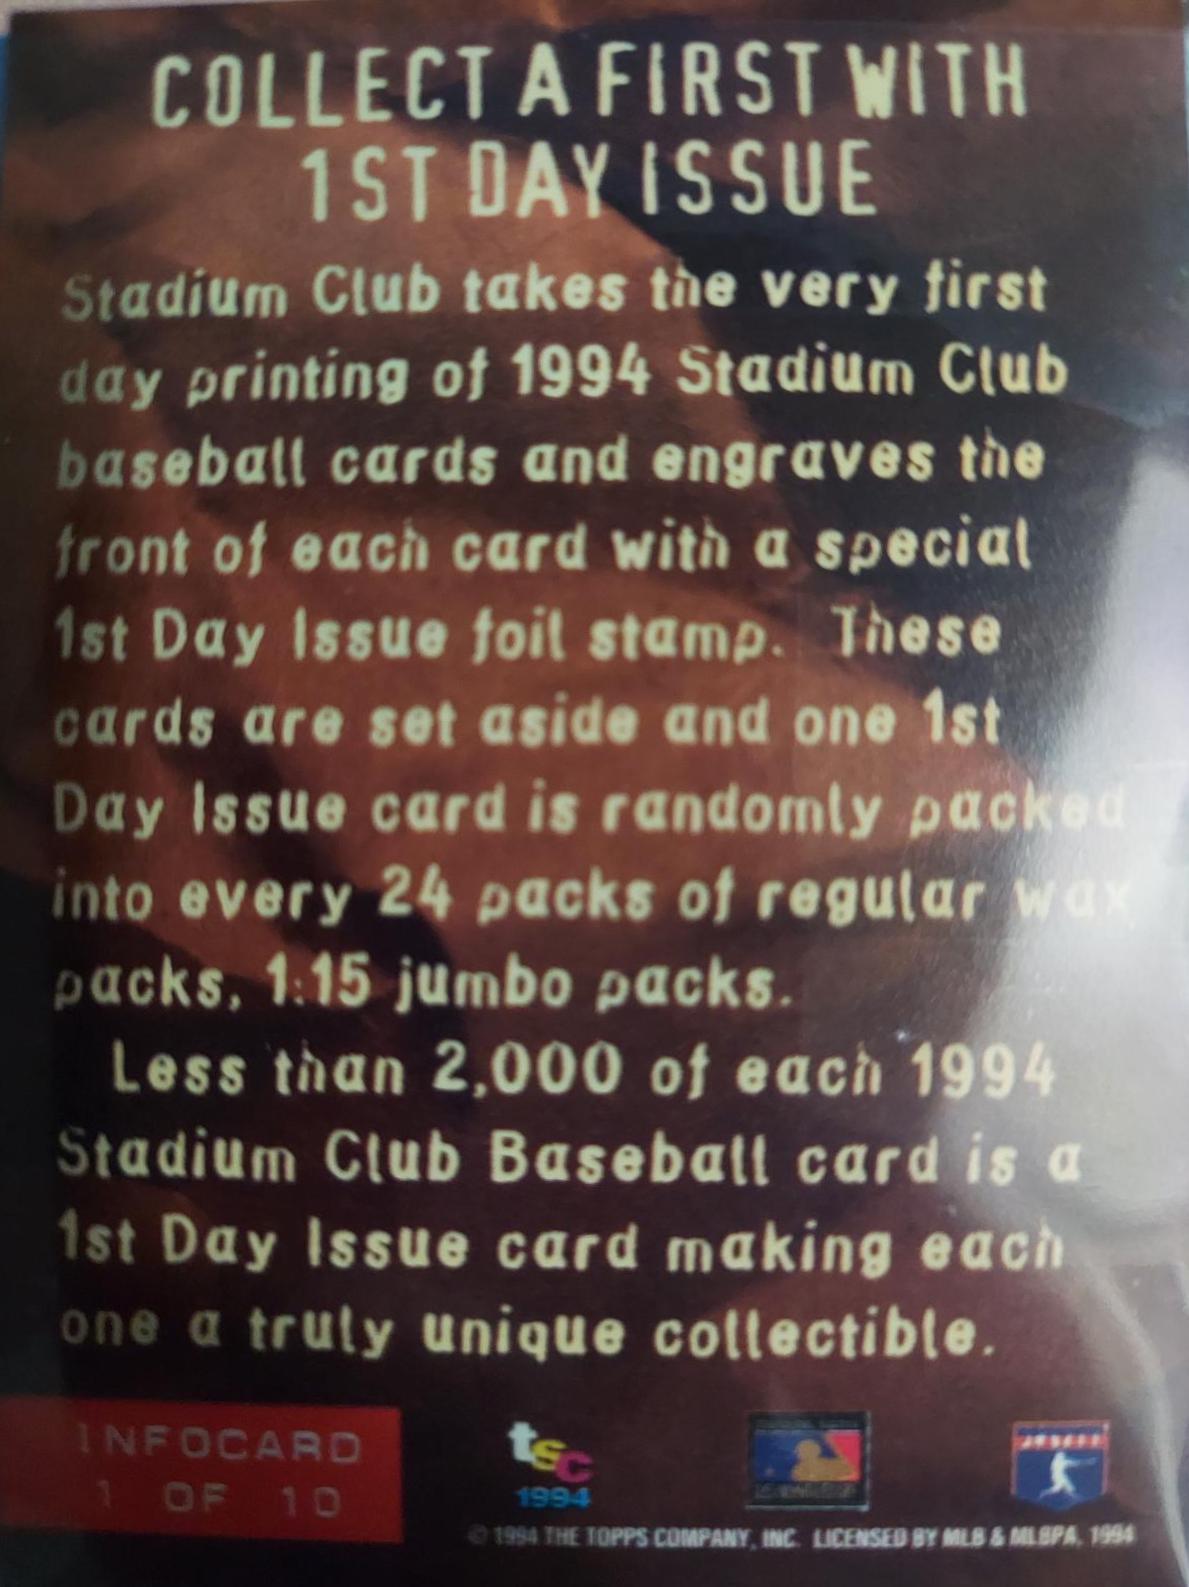 COLLECT A FIRST WITH
1ST DAY ISSUE
Stadium Club takes the very first
day printing of 1994 Stadium Club
baseball cards and engraves the
front of each card with a special
1st Day Issue foil stamp. These
cards are set aside and one 1st
Day Issue card is randomly packed
into every 24 packs of regular wax
packs, 1:15 jumbo packs.
Less than 2,000 of each 1994
Stadium Club Baseball card is a
1st Day Issue card making each
one a truly unique collectible.
INFOCARD
1 OF 10
tsc
1994
© 1994 THE TOPPS COMPANY, INC. LICENSED BY MLB & MLBPA, 1994